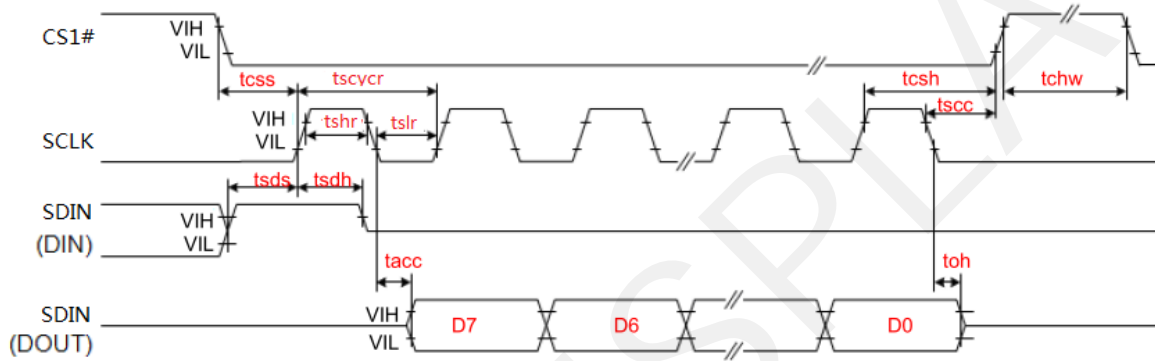 CS1#
VIH
VIL
tcss
tscycr
tcsh
tchw
tscc
SCLK
VIH
VIL
tshr
tslr
tsds
tsdh
SDIN
(DIN)
VIH
VIL
tacc
toh
SDIN
(DOUT)
VIH
VIL
D7
D6
D0
SPLA